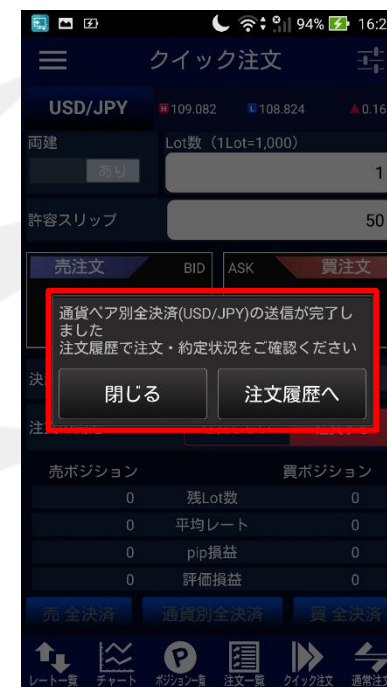 94% 16:2
クイック注文
USD/JPY H 109.082 L 108.824 ▲0.16
両建 Lot数（1Lot=1,000）
あり 1
許容スリップ 50
売注文 BID ASK 買注文
通貨ペア別全決済(USD/JPY)の送信が完了し
ました
注文履歴で注文・約定状況をご確認ください
決
閉じる 注文履歴へ
売ポジション 買ポジション
0 残Lot数 0
0 平均レート 0
0 pip損益 0
0 評価損益 0
売 全決済 通貨別全決済 買 全決済
レート一覧 チャート ポジション一覧 注文一覧 クイック注文 通常注文